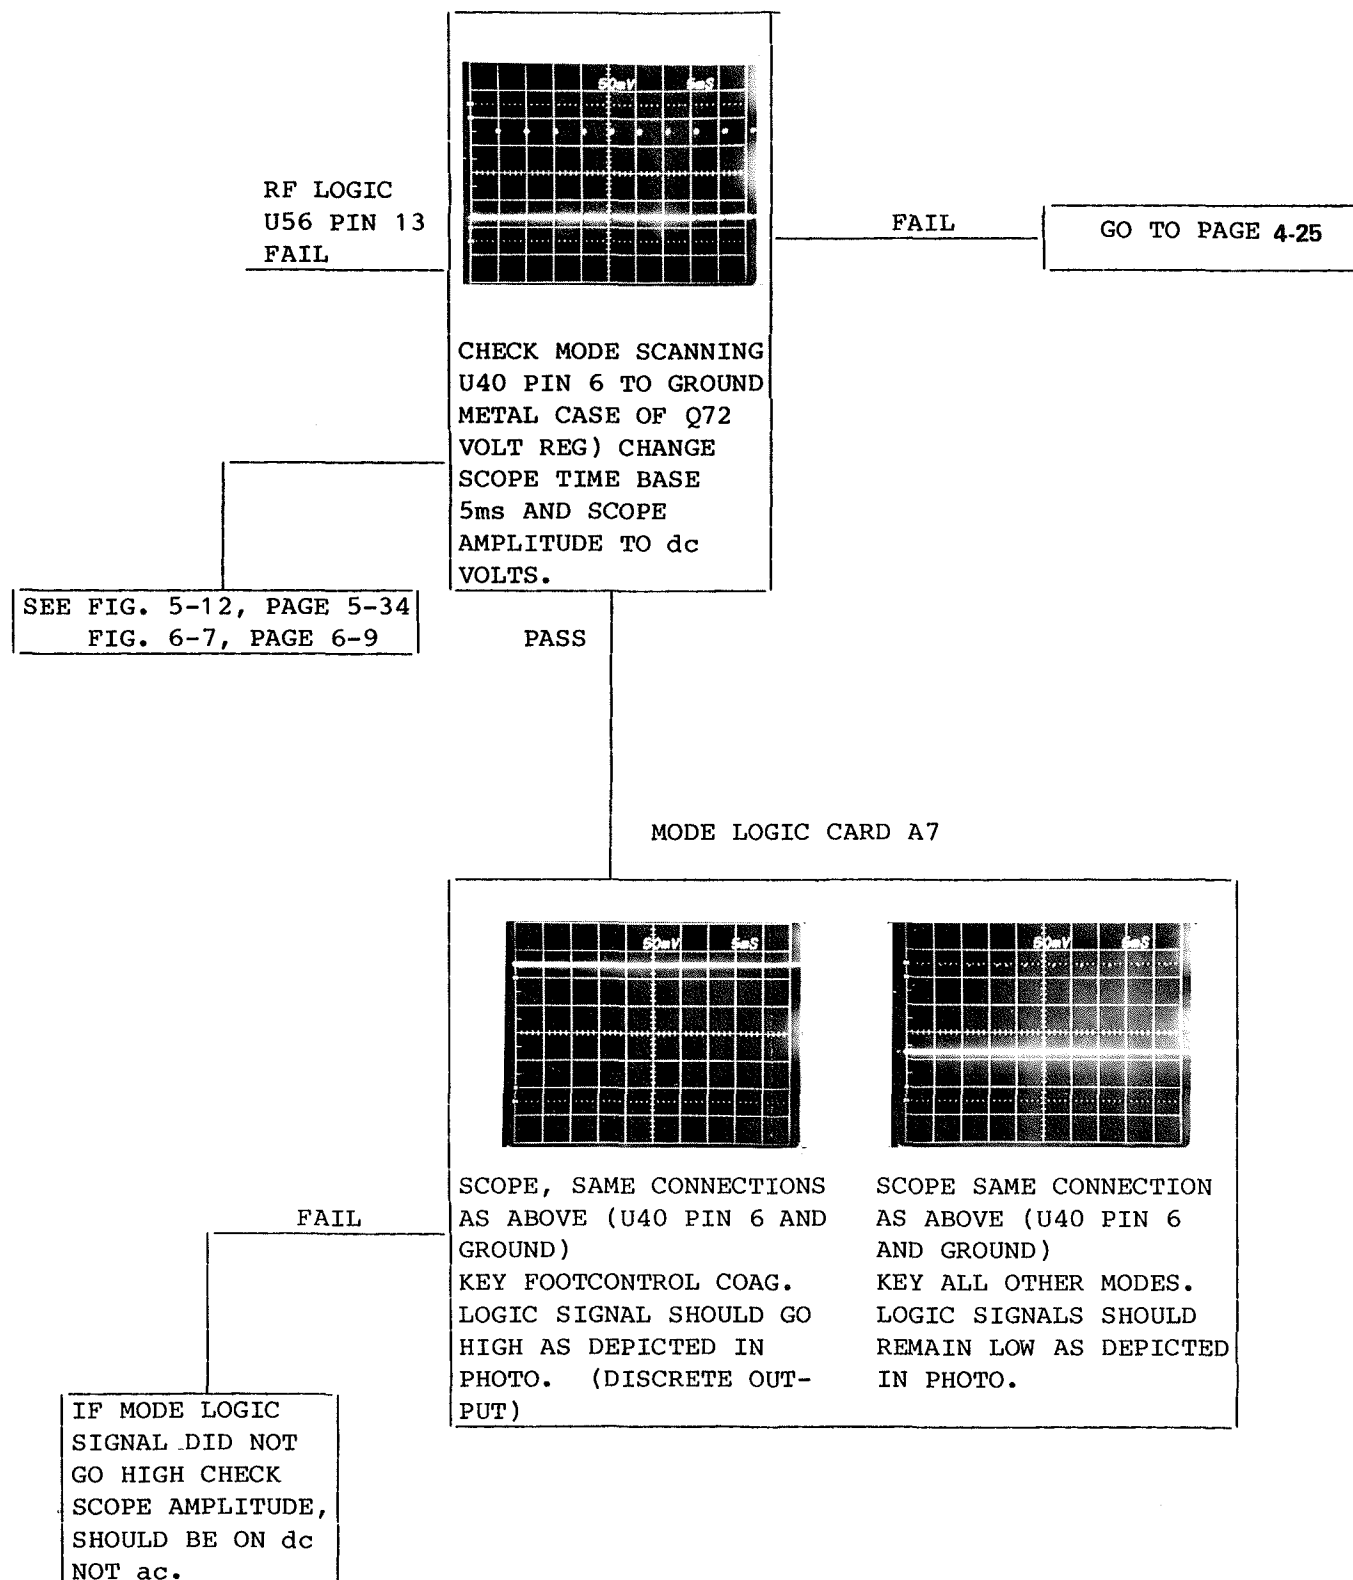 50mV 5mS
RF LOGIC
U56 PIN 13
FAIL
FAIL
GO TO PAGE 4-25
CHECK MODE SCANNING
U40 PIN 6 TO GROUND
METAL CASE OF Q72
VOLT REG) CHANGE
SCOPE TIME BASE
5ms AND SCOPE
AMPLITUDE TO dc
VOLTS.
SEE FIG. 5-12, PAGE 5-34
FIG. 6-7, PAGE 6-9
PASS
MODE LOGIC CARD A7
50mV 5mS
50mV 5mS
SCOPE, SAME CONNECTIONS
AS ABOVE (U40 PIN 6 AND
GROUND)
KEY FOOTCONTROL COAG.
LOGIC SIGNAL SHOULD GO
HIGH AS DEPICTED IN
PHOTO. (DISCRETE OUT-
PUT)
SCOPE SAME CONNECTION
AS ABOVE (U40 PIN 6
AND GROUND)
KEY ALL OTHER MODES.
LOGIC SIGNALS SHOULD
REMAIN LOW AS DEPICTED
IN PHOTO.
FAIL
IF MODE LOGIC
SIGNAL DID NOT
GO HIGH CHECK
SCOPE AMPLITUDE,
SHOULD BE ON dc
NOT ac.